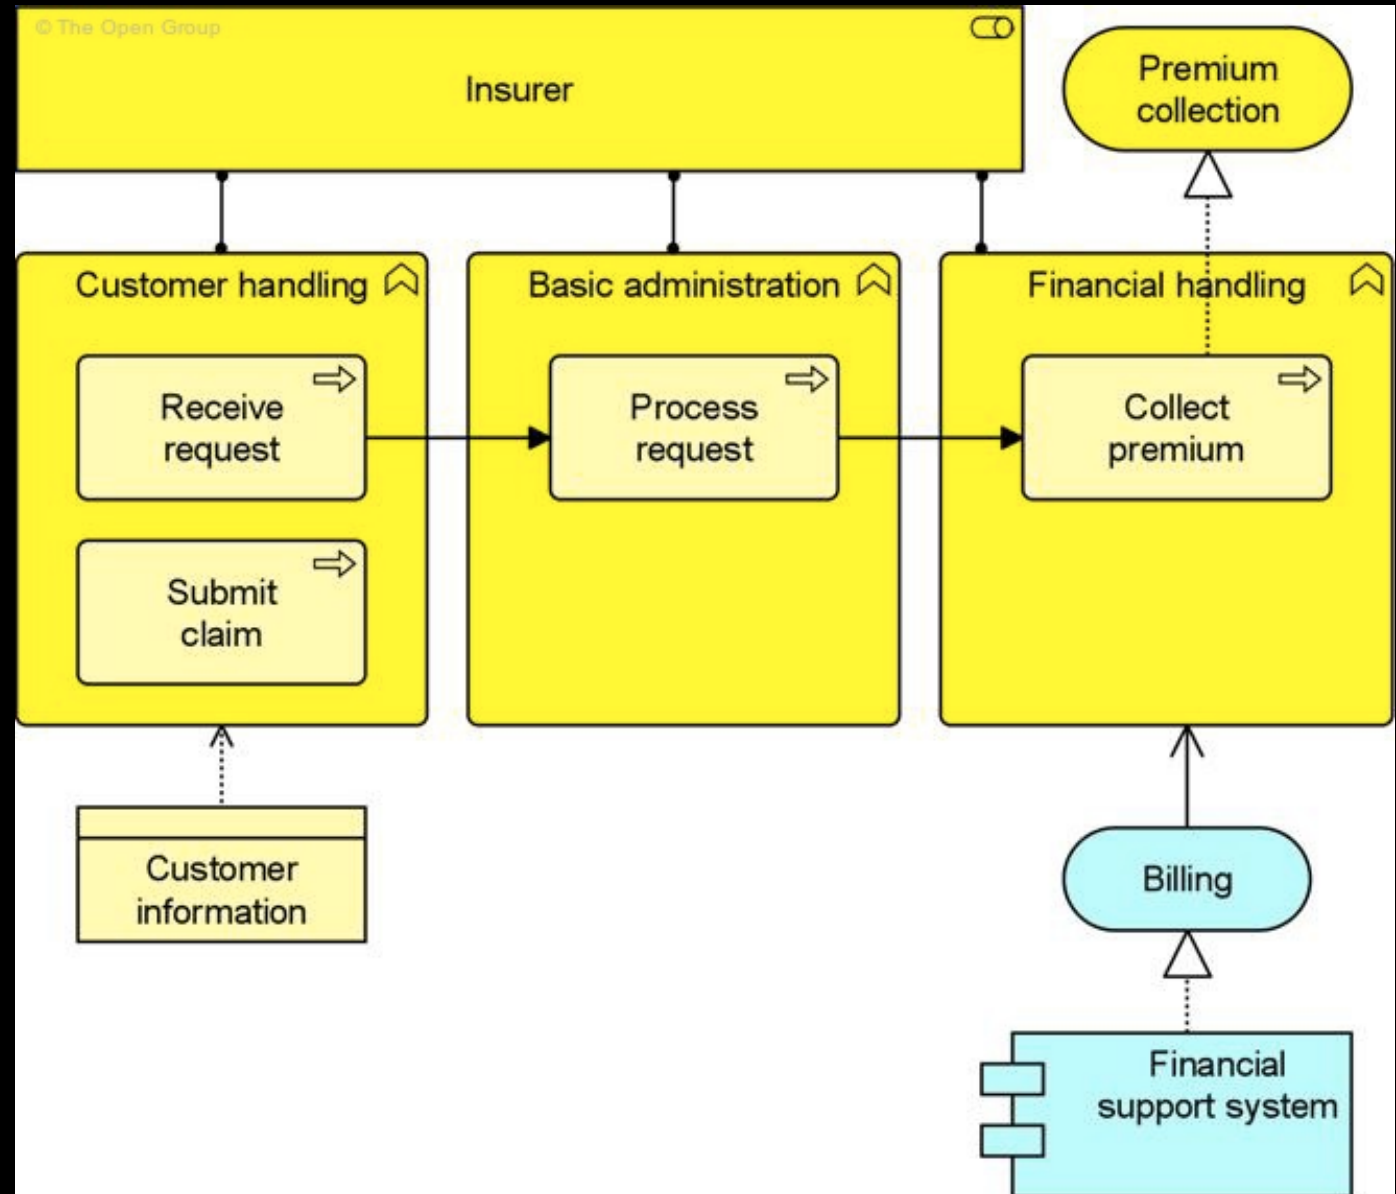 © The Open Group
Insurer
Premium
collection
Customer handling
Basic administration
Financial handling
Receive
request
Process
request
Collect
premium
Submit
claim
Customer
information
Billing
Financial
support system